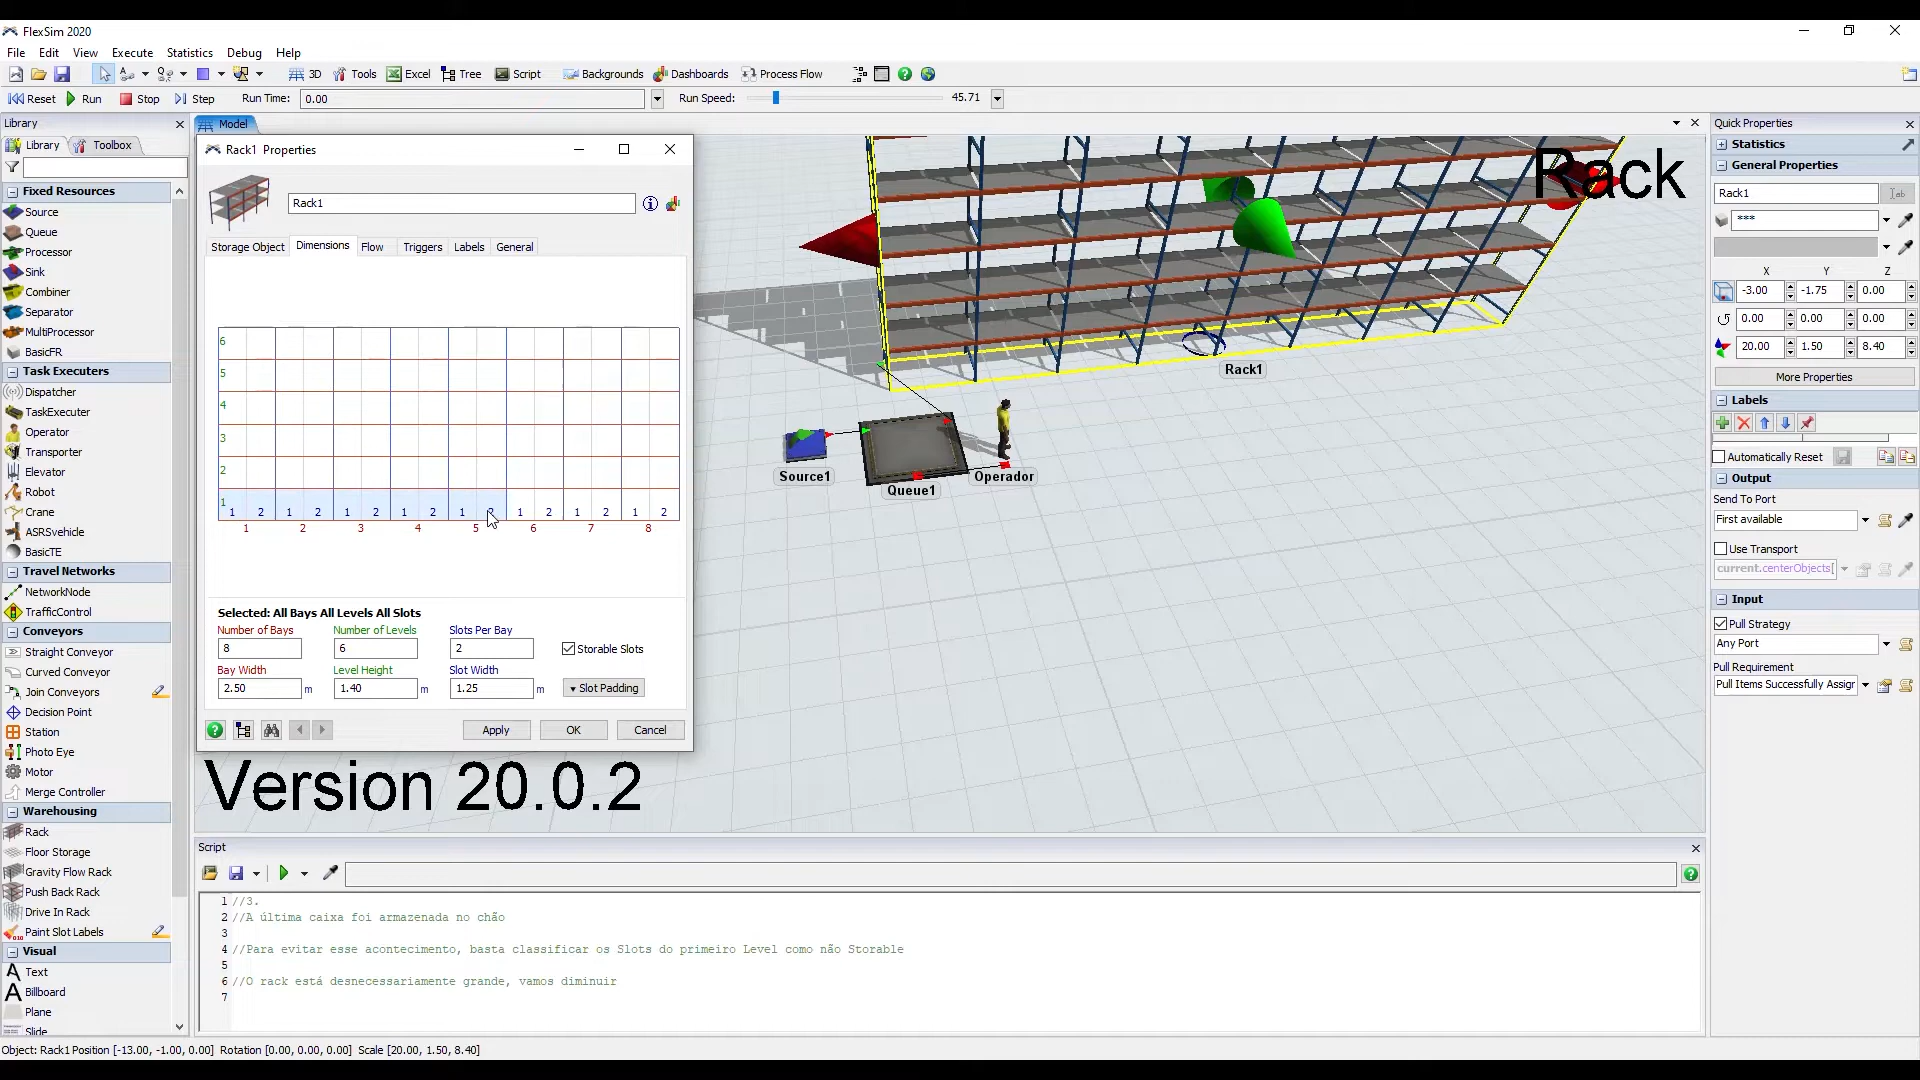 FlexSim 2020
File Edit View Execute Statistics Debug Help
3D Tools Excel Tree Script Backgrounds Dashboards Process Flow
Reset Run Stop Step Run Time: 0.00 Run Speed: 45.71
Library
Library Toolbox
Fixed Resources
Source
Queue
Processor
Sink
Combiner
Separator
MultiProcessor
BasicFR
Task Executers
Dispatcher
TaskExecuter
Operator
Transporter
Elevator
Robot
Crane
ASRSvehicle
BasicTE
Travel Networks
NetworkNode
TrafficControl
Conveyors
Straight Conveyor
Curved Conveyor
Join Conveyors
Decision Point
Station
Photo Eye
Motor
Merge Controller
Warehousing
Rack
Floor Storage
Gravity Flow Rack
Push Back Rack
Drive In Rack
Paint Slot Labels
Visual
Text
Billboard
Plane
Slide
Model
Rack1 Properties
Rack1
Storage Object Dimensions Flow Triggers Labels General
6
5
4
3
2
1
1 2 1 2 1 2 1 2 1 2 1 2 1 2 1 2
1 2 3 4 5 6 7 8
Selected: All Bays All Levels All Slots
Number of Bays Number of Levels Slots Per Bay
8 6 2 Storable Slots
Bay Width Level Height Slot Width
2.50 m 1.40 m 1.25 m Slot Padding
Apply OK Cancel
Version 20.0.2
Rack
Rack1
Source1
Queue1
Operador
Script
1 //3.
2 //A última caixa foi armazenada no chão
3
4 //Para evitar esse acontecimento, basta classificar os Slots do primeiro Level como não Storable
5
6 //O rack está desnecessariamente grande, vamos diminuir
7
Quick Properties
Statistics
General Properties
Rack1
***
X Y Z
-3.00 -1.75 0.00
0.00 0.00 0.00
20.00 1.50 8.40
More Properties
Labels
Automatically Reset
Output
Send To Port
First available
Use Transport
current.centerObjects[
Input
Pull Strategy
Any Port
Pull Requirement
Pull Items Successfully Assigr
Object: Rack1 Position [-13.00, -1.00, 0.00] Rotation [0.00, 0.00, 0.00] Scale [20.00, 1.50, 8.40]